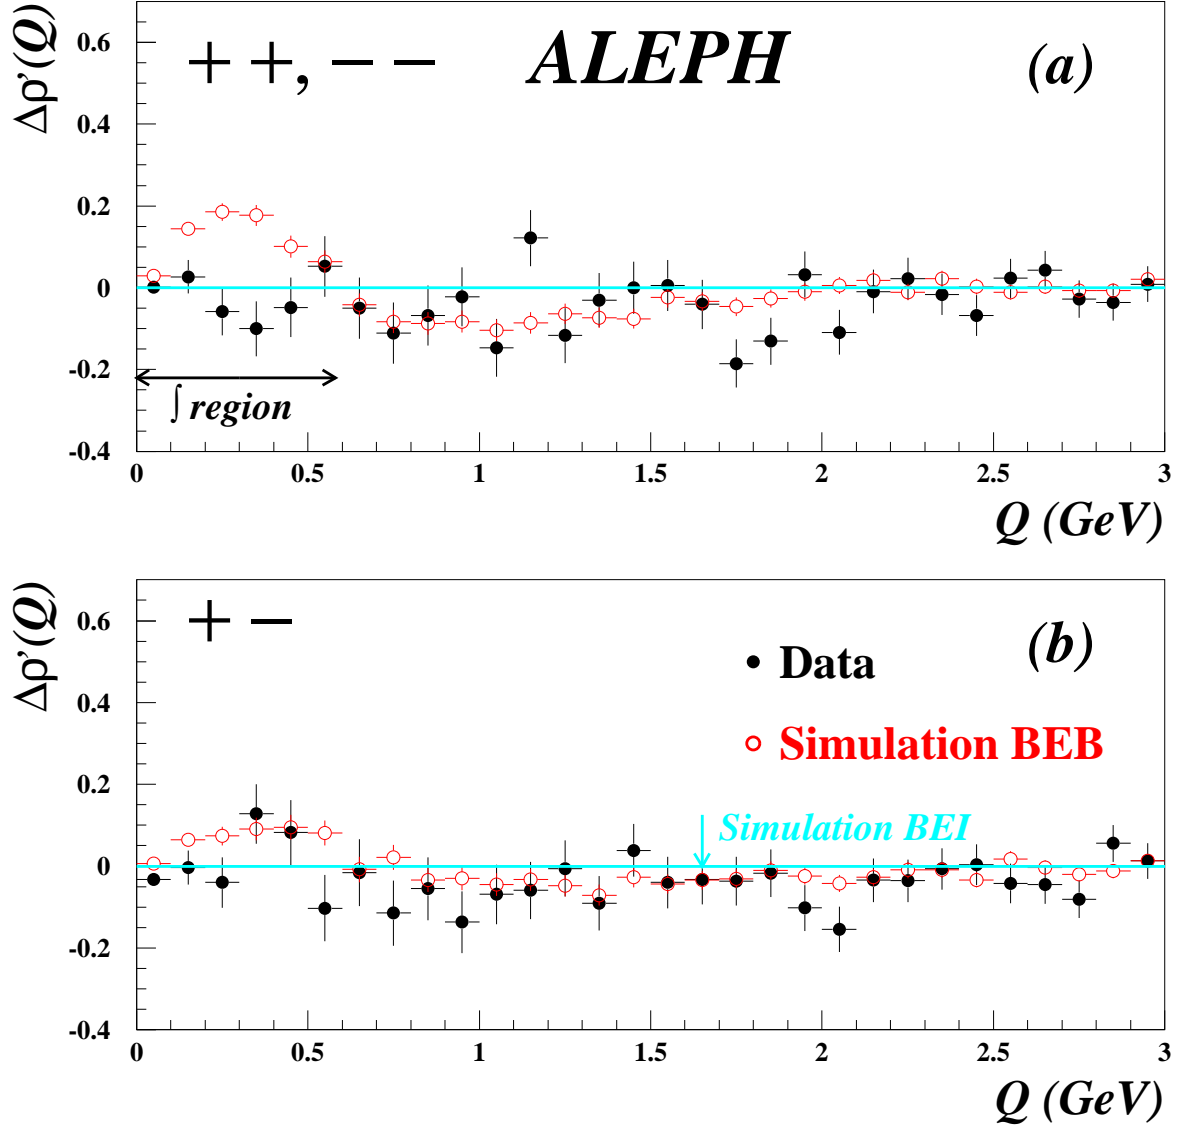 + +, − − ALEPH (a)
Δρ'(Q)
0.6
0.4
0.2
0
-0.2
-0.4
∫ region
0 0.5 1 1.5 2 2.5 3
Q (GeV)
+ − (b)
Δρ'(Q)
0.6
0.4
0.2
0
-0.2
-0.4
Data
Simulation BEB
Simulation BEI
0 0.5 1 1.5 2 2.5 3
Q (GeV)